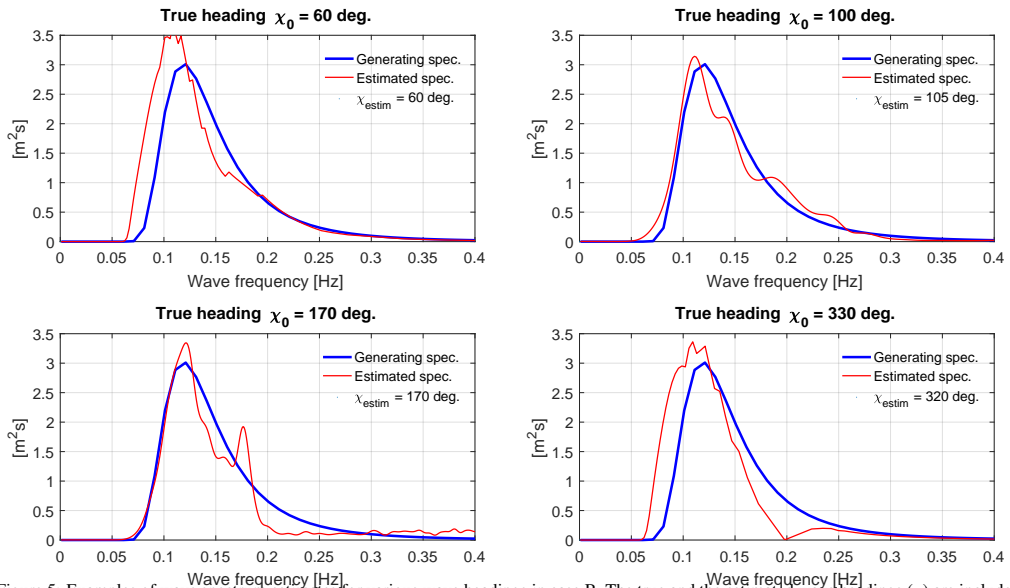 True heading χ0 = 60 deg.
3.5
3
2.5
2
1.5
1
0.5
0
[m2s]
Generating spec.
Estimated spec.
χestim = 60 deg.
0 0.05 0.1 0.15 0.2 0.25 0.3 0.35 0.4
Wave frequency [Hz]
True heading χ0 = 100 deg.
3.5
3
2.5
2
1.5
1
0.5
0
[m2s]
Generating spec.
Estimated spec.
χestim = 105 deg.
0 0.05 0.1 0.15 0.2 0.25 0.3 0.35 0.4
Wave frequency [Hz]
True heading χ0 = 170 deg.
3.5
3
2.5
2
1.5
1
0.5
0
[m2s]
Generating spec.
Estimated spec.
χestim = 170 deg.
0 0.05 0.1 0.15 0.2 0.25 0.3 0.35 0.4
Wave frequency [Hz]
True heading χ0 = 330 deg.
3.5
3
2.5
2
1.5
1
0.5
0
[m2s]
Generating spec.
Estimated spec.
χestim = 320 deg.
0 0.05 0.1 0.15 0.2 0.25 0.3 0.35 0.4
Wave frequency [Hz]